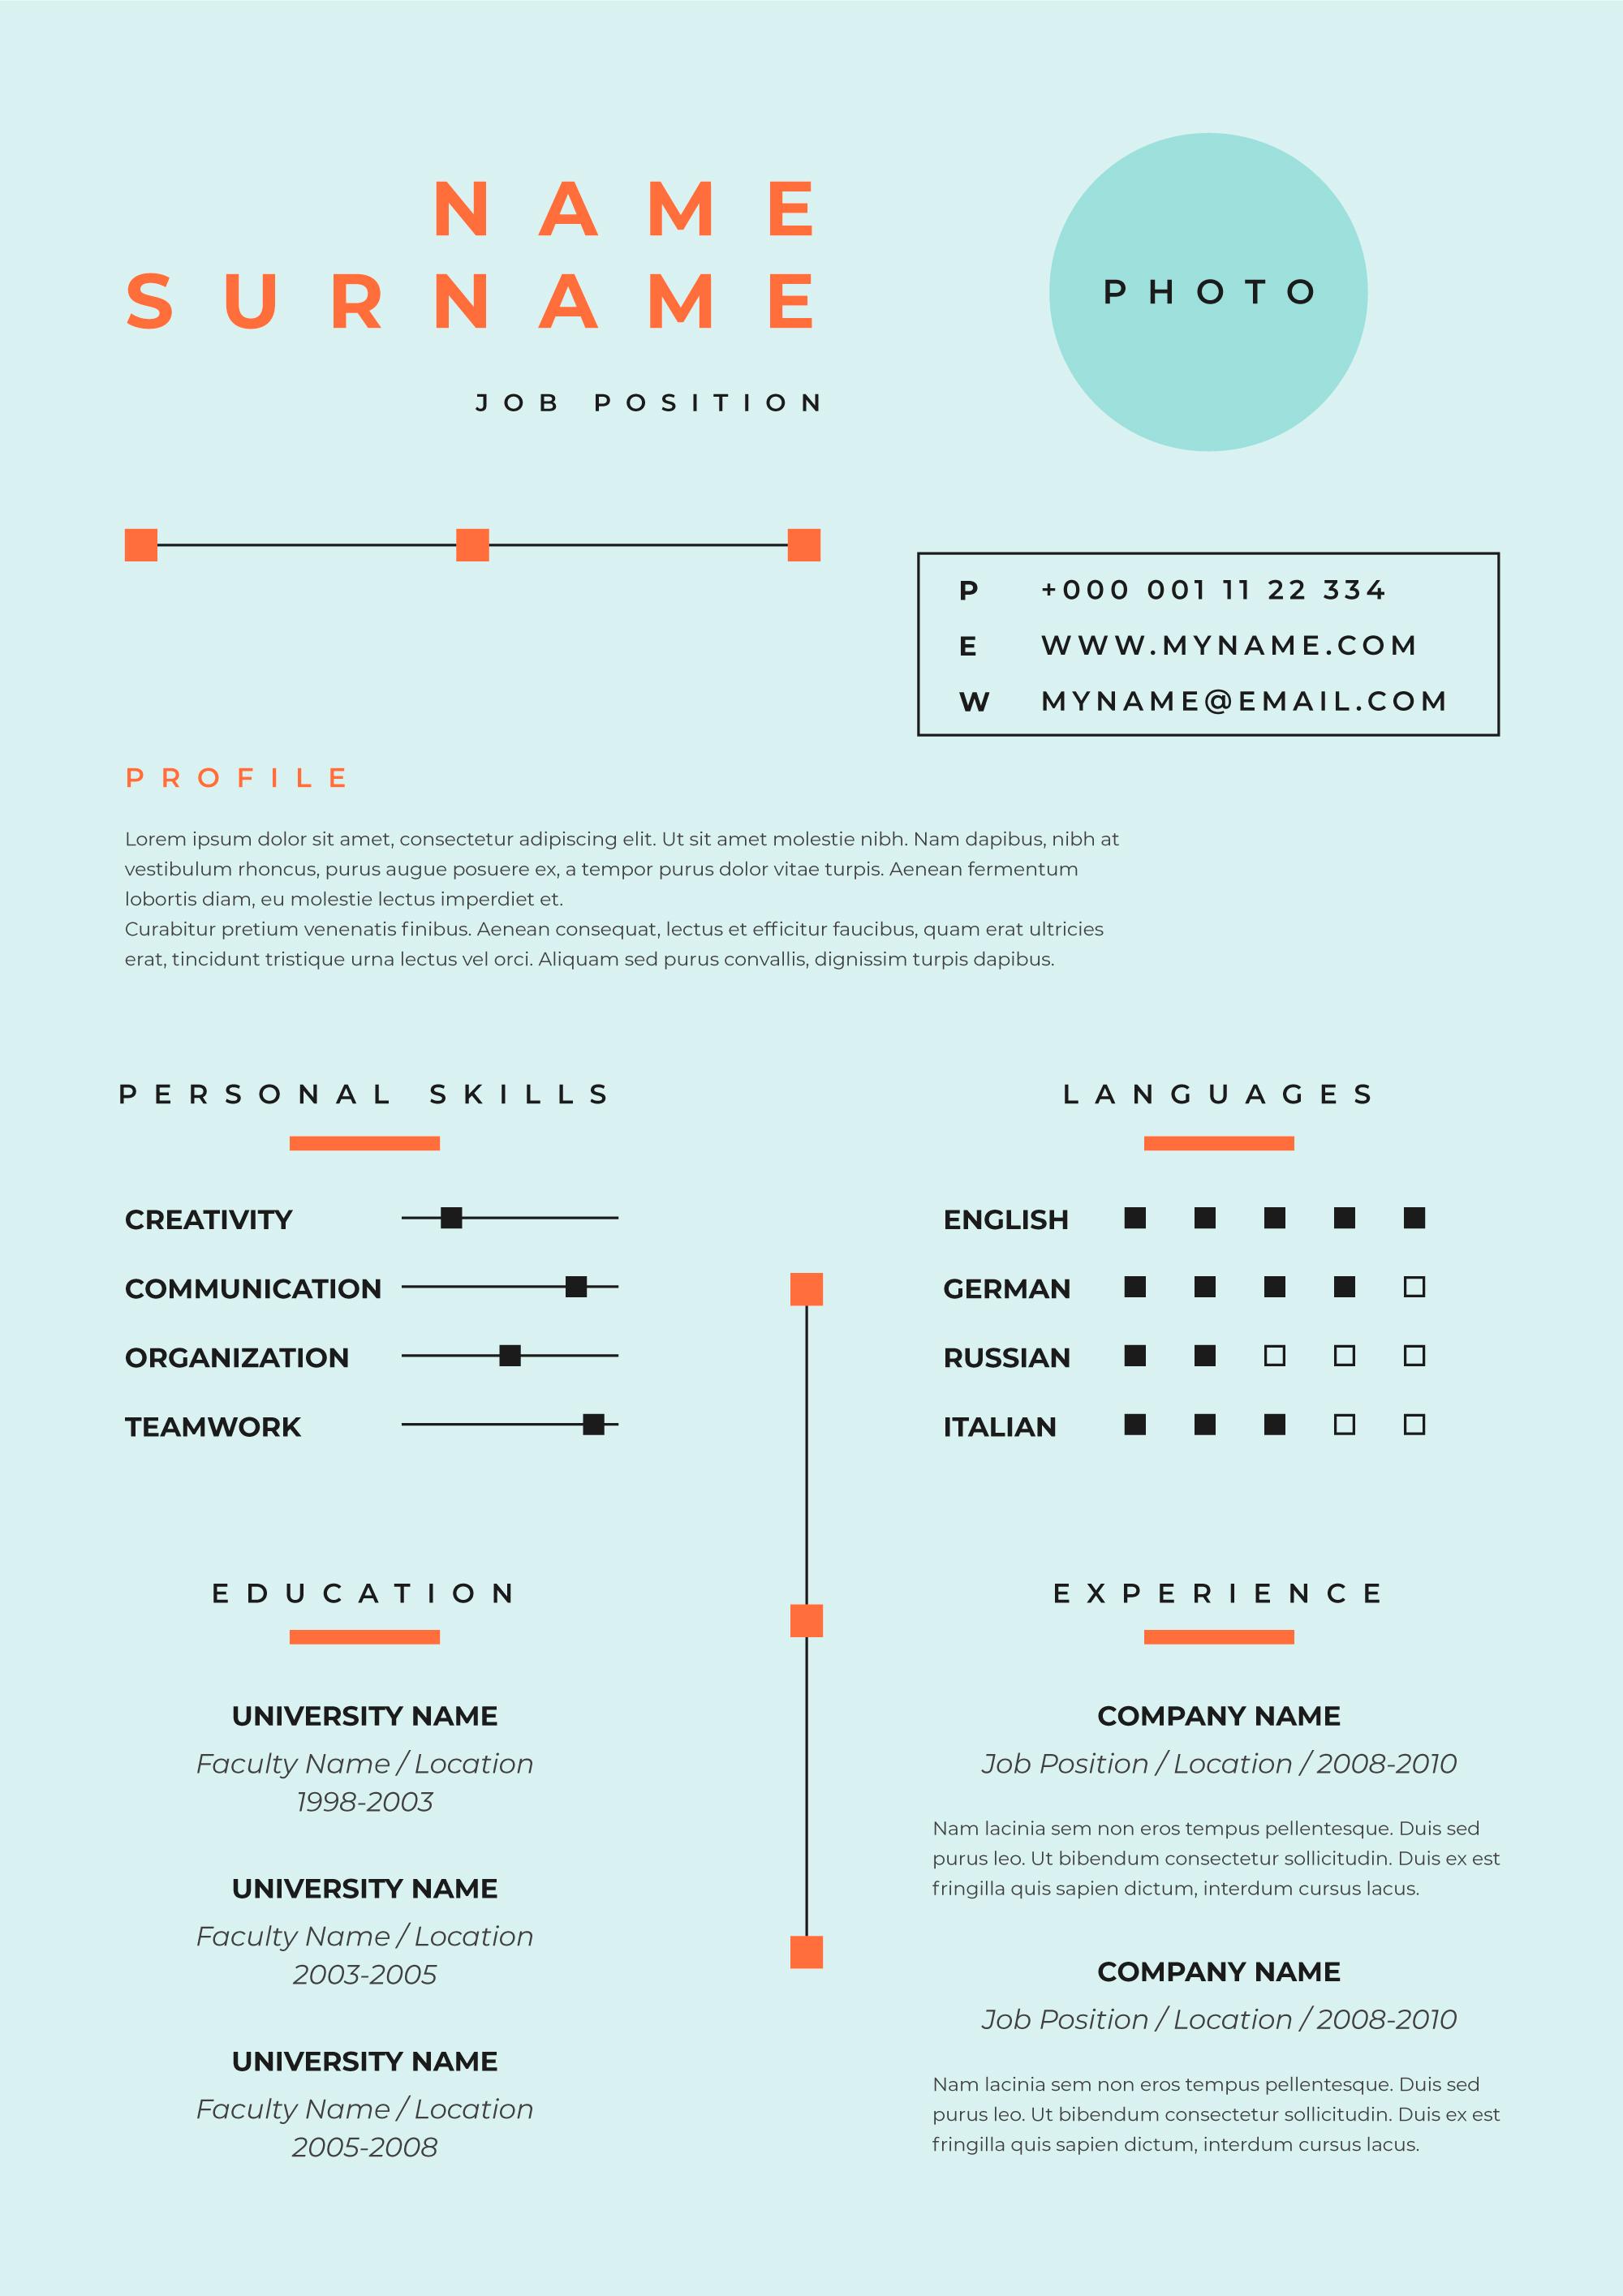 NAME
SURNAME
JOB POSITION
PHOTO
P +000 001 11 22 334
E WWW.MYNAME.COM
W MYNAME@EMAIL.COM
PROFILE
Lorem ipsum dolor sit amet, consectetur adipiscing elit. Ut sit amet molestie nibh. Nam dapibus, nibh at
vestibulum rhoncus, purus augue posuere ex, a tempor purus dolor vitae turpis. Aenean fermentum
lobortis diam, eu molestie lectus imperdiet et.
Curabitur pretium venenatis finibus. Aenean consequat, lectus et efficitur faucibus, quam erat ultricies
erat, tincidunt tristique urna lectus vel orci. Aliquam sed purus convallis, dignissim turpis dapibus.
PERSONAL SKILLS
CREATIVITY
COMMUNICATION
ORGANIZATION
TEAMWORK
LANGUAGES
ENGLISH
GERMAN
RUSSIAN
ITALIAN
EDUCATION
UNIVERSITY NAME
Faculty Name / Location
1998-2003
UNIVERSITY NAME
Faculty Name / Location
2003-2005
UNIVERSITY NAME
Faculty Name / Location
2005-2008
EXPERIENCE
COMPANY NAME
Job Position / Location / 2008-2010
Nam lacinia sem non eros tempus pellentesque. Duis sed
purus leo. Ut bibendum consectetur sollicitudin. Duis ex est
fringilla quis sapien dictum, interdum cursus lacus.
COMPANY NAME
Job Position / Location / 2008-2010
Nam lacinia sem non eros tempus pellentesque. Duis sed
purus leo. Ut bibendum consectetur sollicitudin. Duis ex est
fringilla quis sapien dictum, interdum cursus lacus.